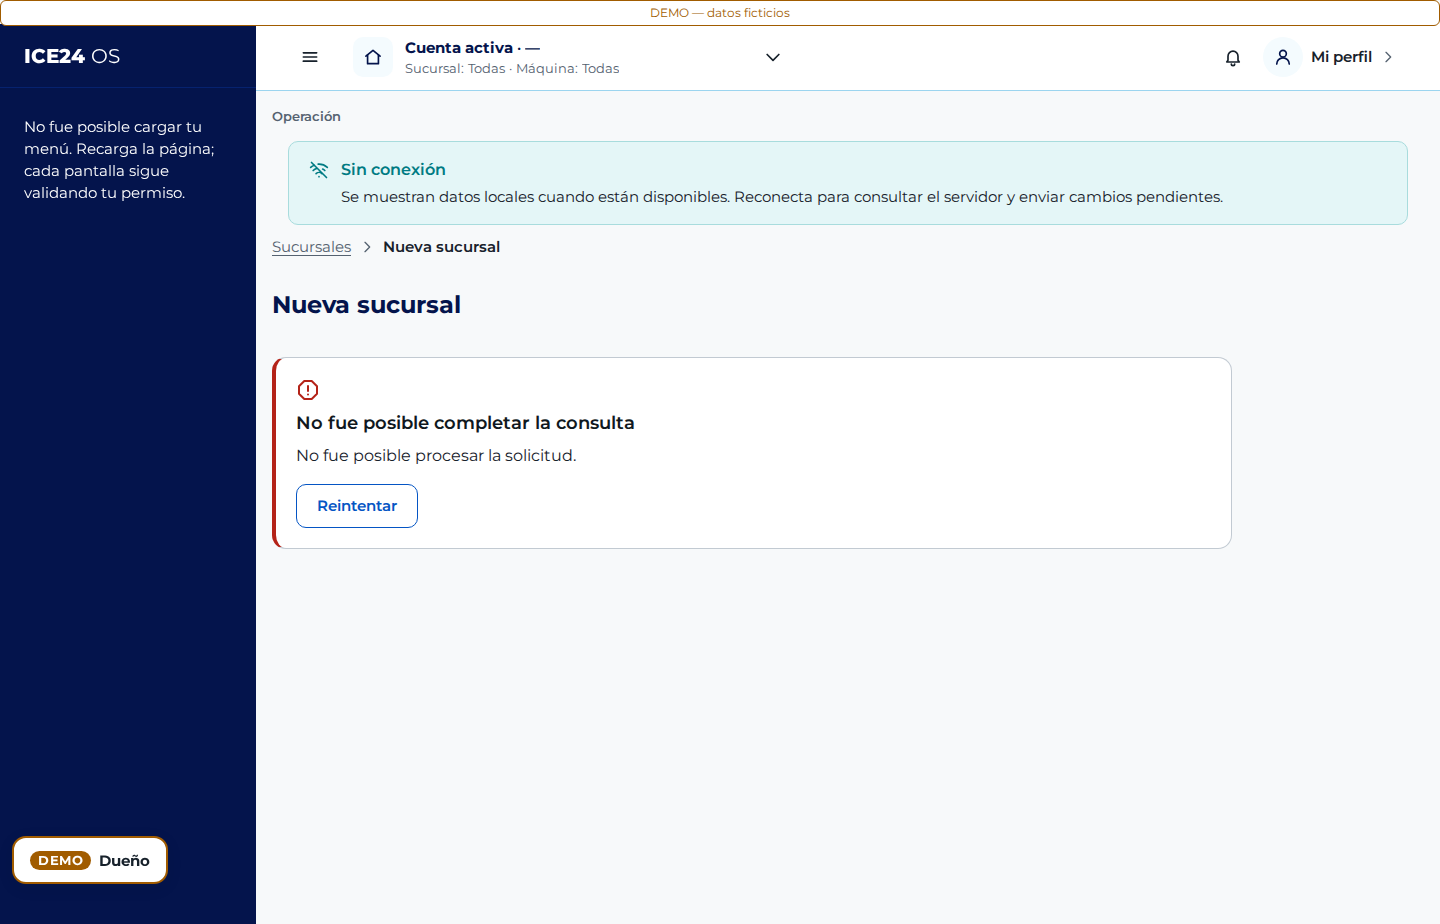 DEMO — datos ficticios
ICE24 OS
Cuenta activa · —
Sucursal: Todas · Máquina: Todas
Mi perfil
No fue posible cargar tu
menú. Recarga la página;
cada pantalla sigue
validando tu permiso.
Operación
Sin conexión
Se muestran datos locales cuando están disponibles. Reconecta para consultar el servidor y enviar cambios pendientes.
Sucursales > Nueva sucursal
Nueva sucursal
No fue posible completar la consulta
No fue posible procesar la solicitud.
Reintentar
DEMO Dueño